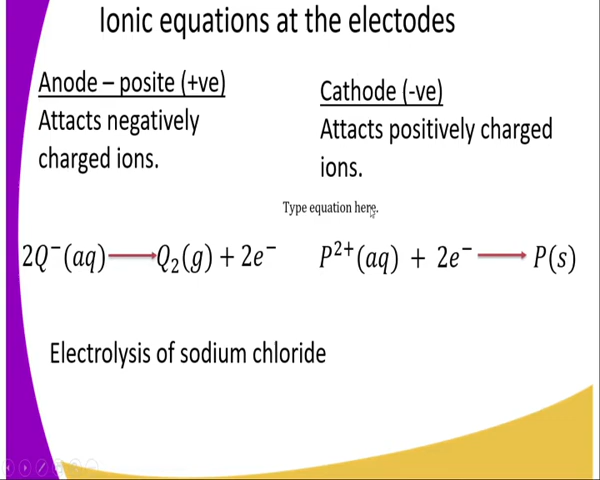 Ionic equations at the electodes
Anode – posite (+ve)
Attacts negatively
charged ions.
Cathode (-ve)
Attacts positively charged
ions.
Type equation here.
2Q⁻(aq)⟶Q₂(g) + 2e⁻
P²⁺(aq) + 2e⁻ ⟶ P(s)
Electrolysis of sodium chloride